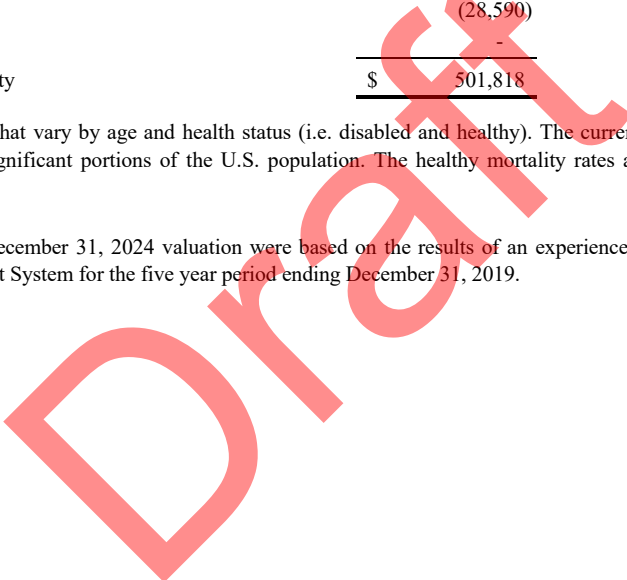 (28,590)
-
ty $ 501,818
hat vary by age and health status (i.e. disabled and healthy). The curre
gnificant portions of the U.S. population. The healthy mortality rates a
ecember 31, 2024 valuation were based on the results of an experience
t System for the five year period ending December 31, 2019.
Draft